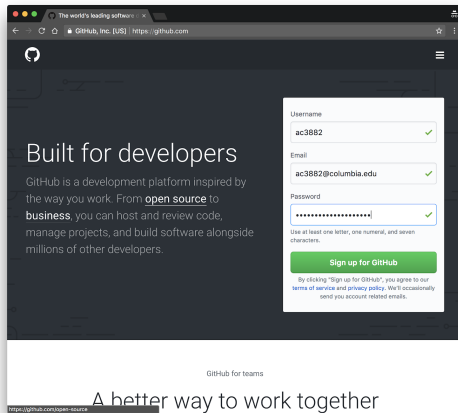 The world's leading software d
GitHub, Inc. [US] | https://github.com
Built for developers
GitHub is a development platform inspired by
the way you work. From open source to
business, you can host and review code,
manage projects, and build software alongside
millions of other developers.
Username
ac3882
Email
ac3882@columbia.edu
Password
••••••••••••••••••••
Use at least one letter, one numeral, and seven
characters.
Sign up for GitHub
By clicking "Sign up for GitHub", you agree to our
terms of service and privacy policy. We'll occasionally
send you account related emails.
GitHub for teams
A better way to work together
https://github.com/open-source